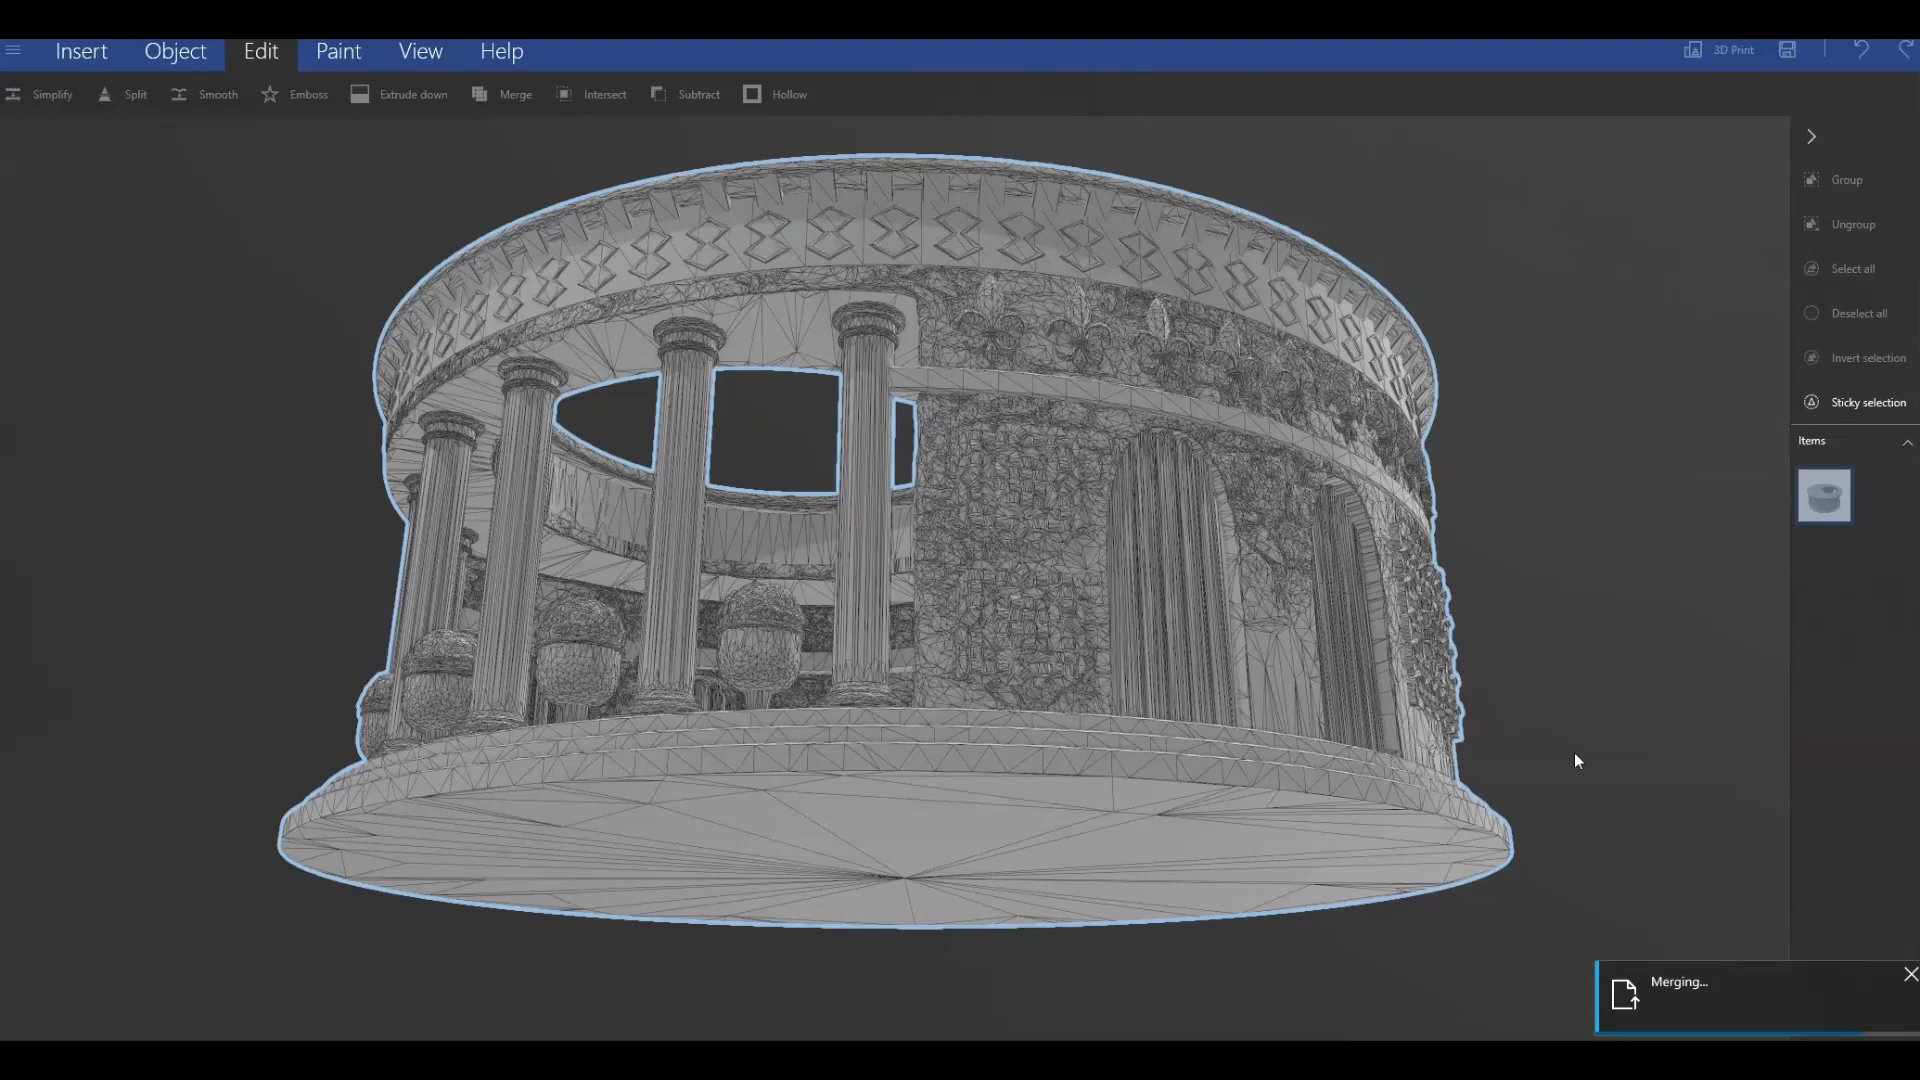 Insert Object Edit Paint View Help 3D Print
Simplify Split Smooth Emboss Extrude down Merge Intersect Subtract Hollow
Group
Ungroup
Select all
Deselect all
Invert selection
Sticky selection
Items
Merging...